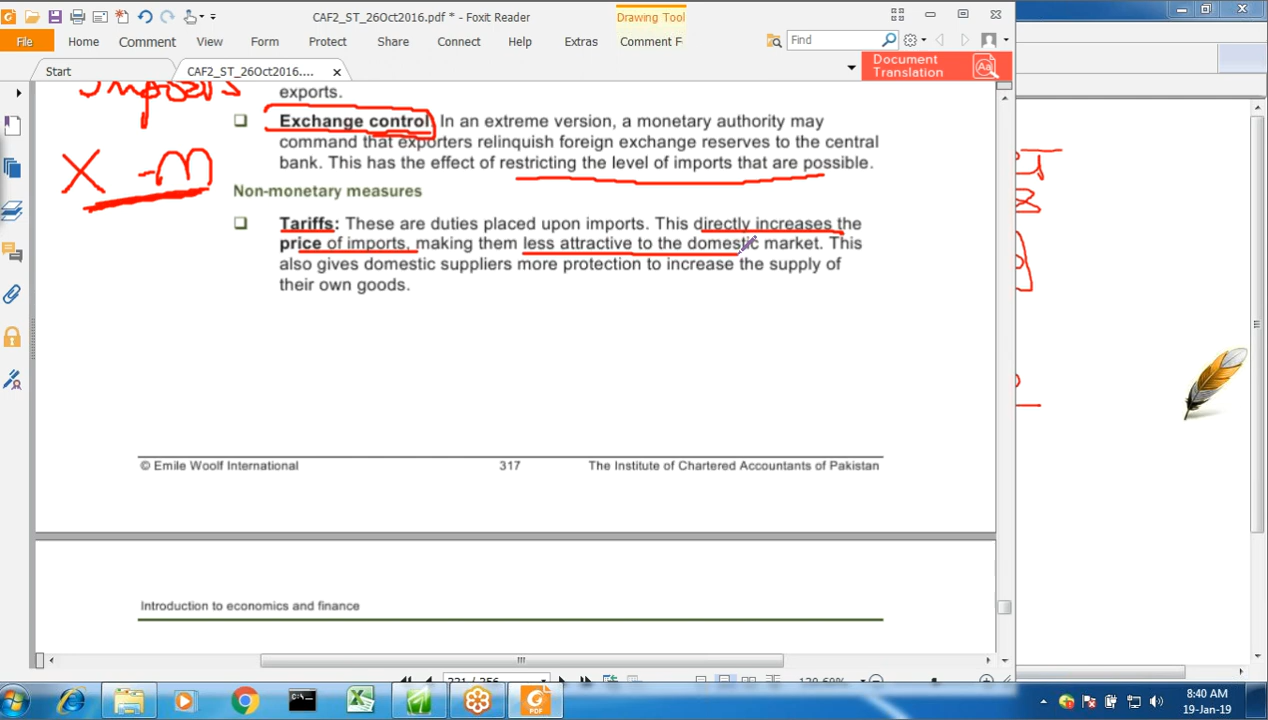 CAF2_ST_26Oct2016.pdf * - Foxit Reader
Drawing Tool
File Home Comment View Form Protect Share Connect Help Extras Comment F
Find
Start
CAF2_ST_26Oct2016....
Document
Translation
Imports
exports.
Exchange control: In an extreme version, a monetary authority may
command that exporters relinquish foreign exchange reserves to the central
bank. This has the effect of restricting the level of imports that are possible.
X - M
Non-monetary measures
Tariffs: These are duties placed upon imports. This directly increases the
price of imports, making them less attractive to the domestic market. This
also gives domestic suppliers more protection to increase the supply of
their own goods.
© Emile Woolf International 317 The Institute of Chartered Accountants of Pakistan
Introduction to economics and finance
8:40 AM
19-Jan-19